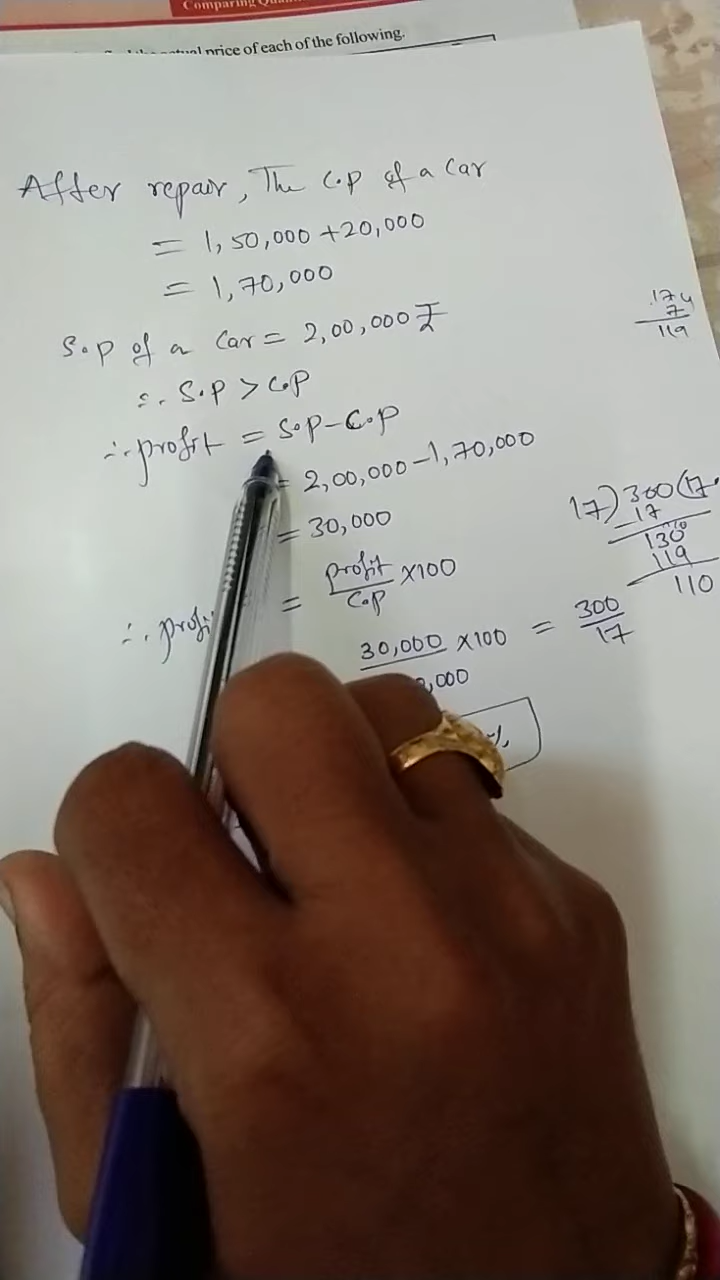 Comparing
price of each of the following.
After repair, The C.P of a Car
= 1,50,000 + 20,000
= 1,70,000
S.P of a Car = 2,00,000 ₹
∴ S.P > C.P
∴ profit = S.P - C.P
= 2,00,000 - 1,70,000
= 30,000
= profit/C.P × 100
30,000 × 100 = 300/17
,000
%
17
7
119
17) 300 (17.
- 17
130
119
110